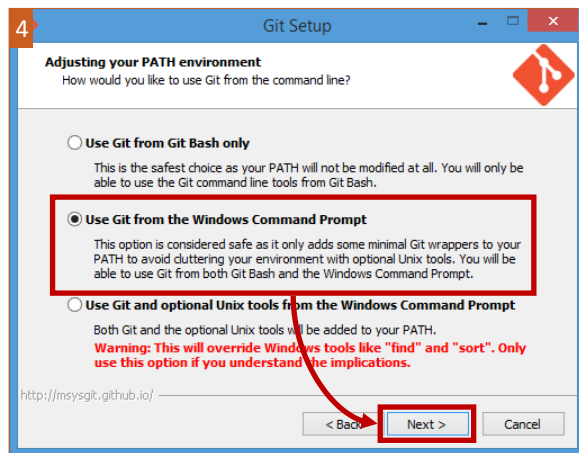 4
Git Setup
Adjusting your PATH environment
How would you like to use Git from the command line?
Use Git from Git Bash only
This is the safest choice as your PATH will not be modified at all. You will only be
able to use the Git command line tools from Git Bash.
Use Git from the Windows Command Prompt
This option is considered safe as it only adds some minimal Git wrappers to your
PATH to avoid cluttering your environment with optional Unix tools. You will be
able to use Git from both Git Bash and the Windows Command Prompt.
Use Git and optional Unix tools from the Windows Command Prompt
Both Git and the optional Unix tools will be added to your PATH.
Warning: This will override Windows tools like "find" and "sort". Only
use this option if you understand the implications.
http://msysgit.github.io/
< Back
Next >
Cancel